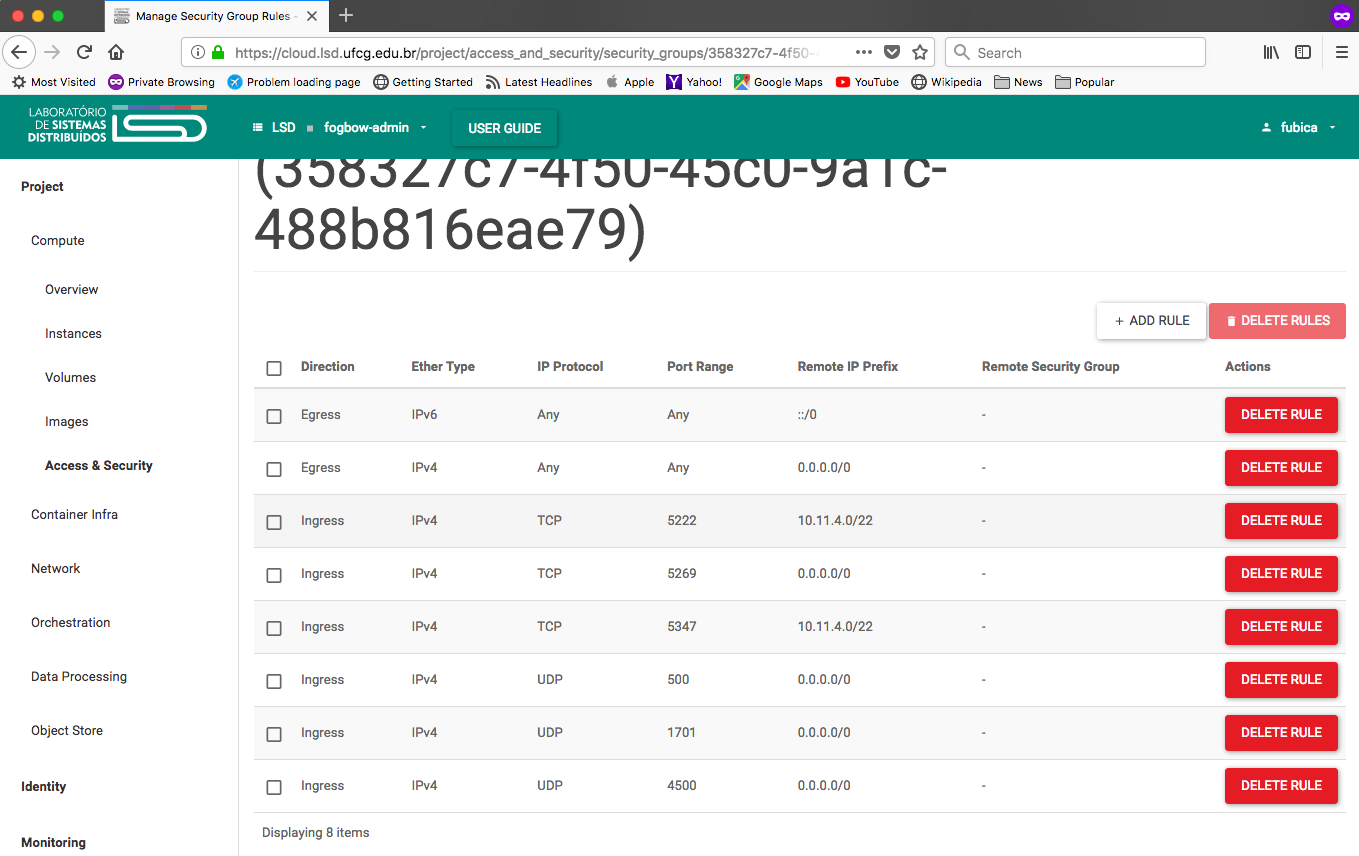 Manage Security Group Rules -
https://cloud.lsd.ufcg.edu.br/project/access_and_security/security_groups/358327c7-4f50-
Search
Most Visited Private Browsing Problem loading page Getting Started Latest Headlines Apple Yahoo! Google Maps YouTube Wikipedia News Popular
LABORATÓRIO
DE SISTEMAS
DISTRIBUÍDOS
LSD fogbow-admin USER GUIDE fubica
(358327c7-4f50-45c0-9a1c-
488b816eae79)
Project
Compute
Overview
Instances
Volumes
Images
Access & Security
Container Infra
Network
Orchestration
Data Processing
Object Store
Identity
Monitoring
+ ADD RULE DELETE RULES
Direction Ether Type IP Protocol Port Range Remote IP Prefix Remote Security Group Actions
Egress IPv6 Any Any ::/0 - DELETE RULE
Egress IPv4 Any Any 0.0.0.0/0 - DELETE RULE
Ingress IPv4 TCP 5222 10.11.4.0/22 - DELETE RULE
Ingress IPv4 TCP 5269 0.0.0.0/0 - DELETE RULE
Ingress IPv4 TCP 5347 10.11.4.0/22 - DELETE RULE
Ingress IPv4 UDP 500 0.0.0.0/0 - DELETE RULE
Ingress IPv4 UDP 1701 0.0.0.0/0 - DELETE RULE
Ingress IPv4 UDP 4500 0.0.0.0/0 - DELETE RULE
Displaying 8 items